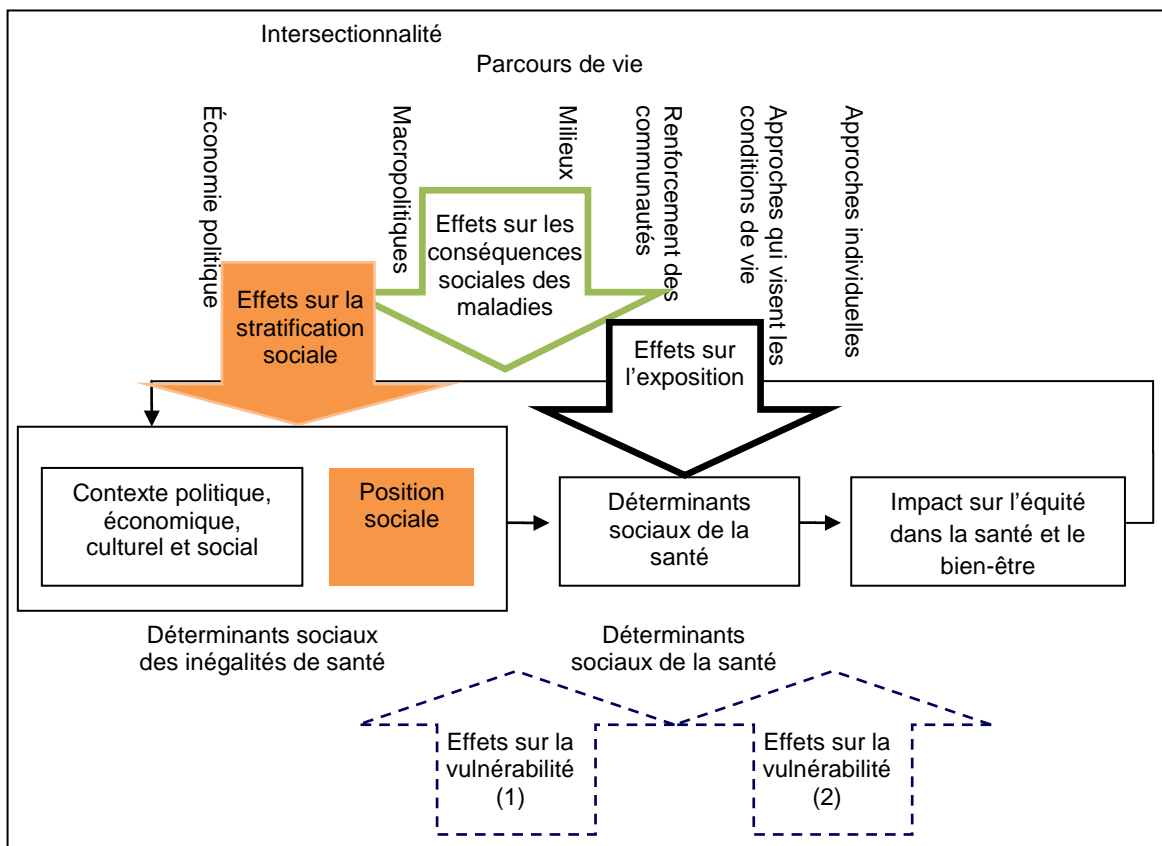 Intersectionnalité
Parcours de vie
Économie politique
Macropolitiques
Milieux
Renforcement des
communautés
Approches qui visent les
conditions de vie
Approches individuelles
Effets sur les
conséquences
sociales des
maladies
Effets sur la
stratification
sociale
Effets sur
l’exposition
Contexte politique,
économique,
culturel et social
Position
sociale
Déterminants
sociaux de la
santé
Impact sur l’équité
dans la santé et le
bien-être
Déterminants sociaux
des inégalités de santé
Déterminants
sociaux de la santé
Effets sur la
vulnérabilité
(1)
Effets sur la
vulnérabilité
(2)